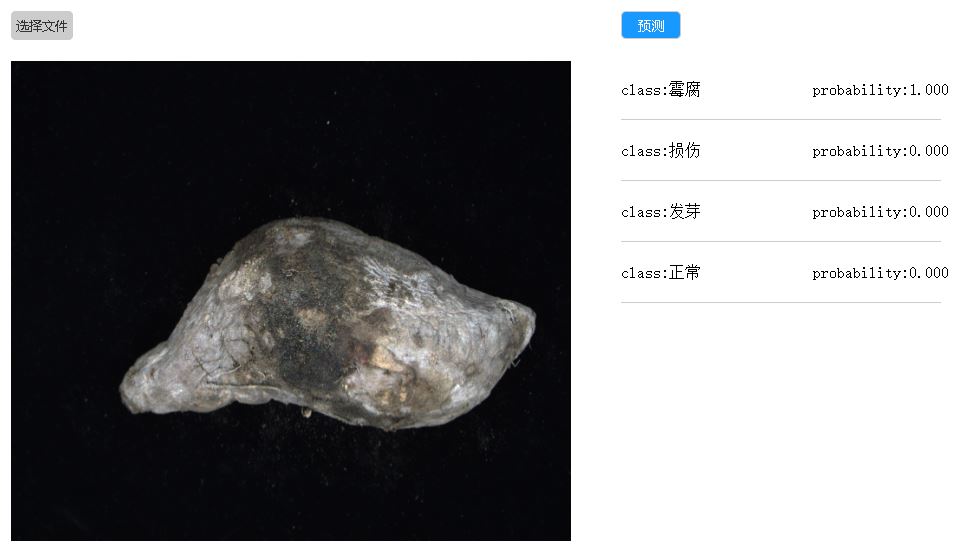 选择文件
预测
class:霉腐 probability:1.000
class:损伤 probability:0.000
class:发芽 probability:0.000
class:正常 probability:0.000